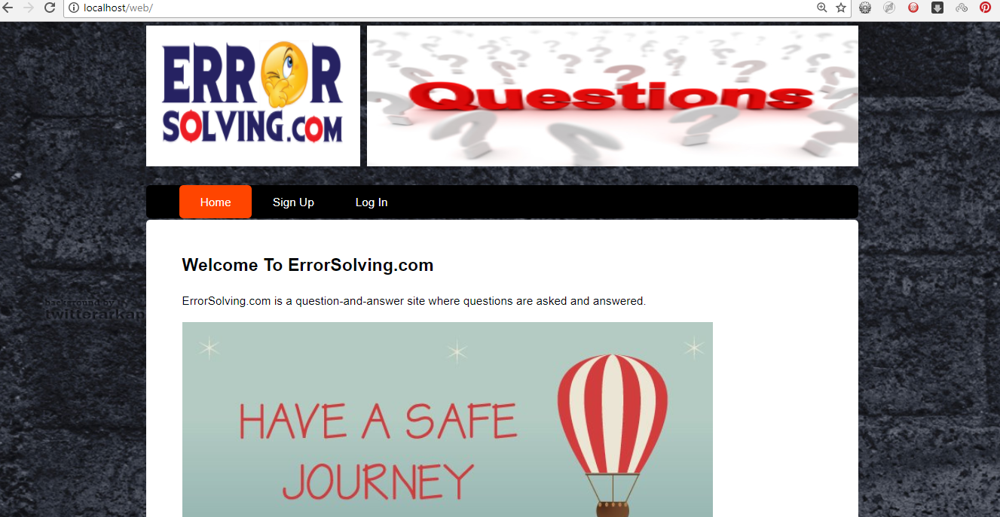 localhost/web/
ERROR
SOLVING.COM
Questions
Home Sign Up Log In
Welcome To ErrorSolving.com
ErrorSolving.com is a question-and-answer site where questions are asked and answered.
background by
twitterarkap
HAVE A SAFE
JOURNEY